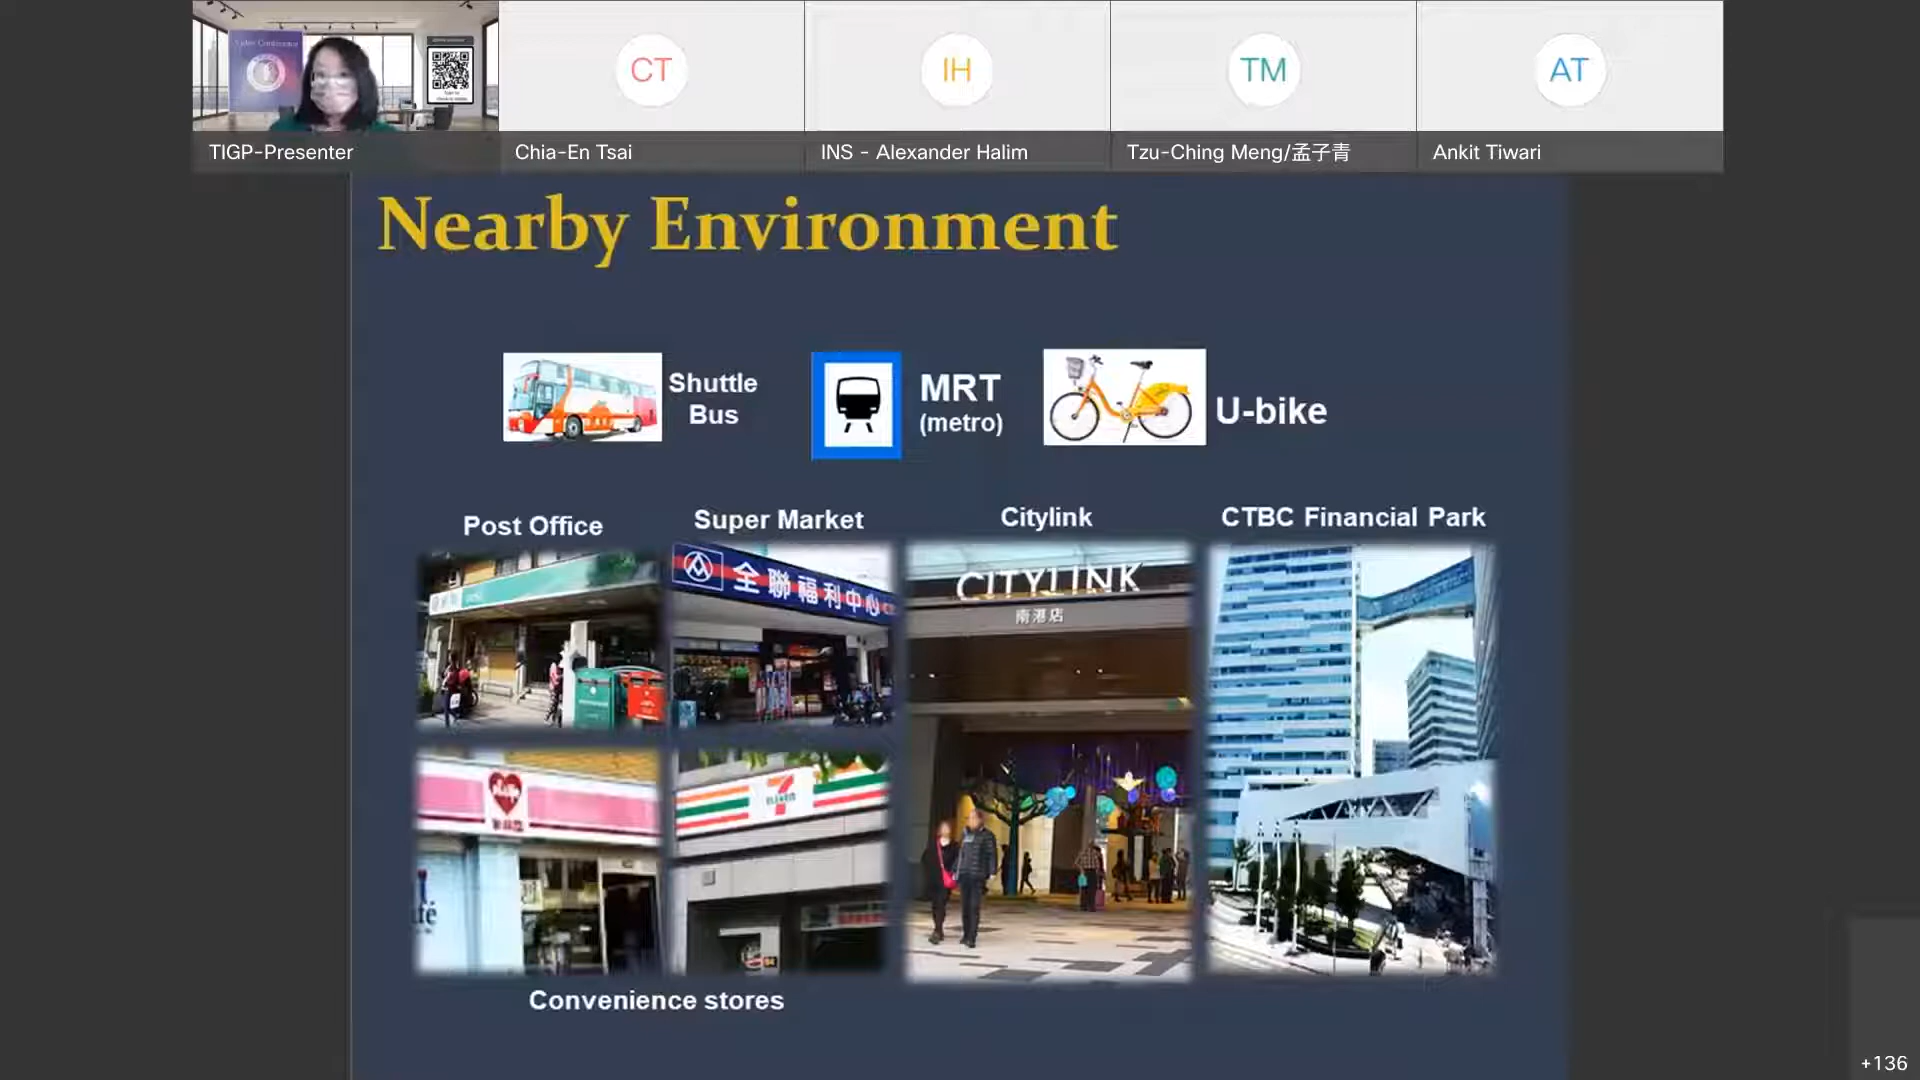 TIGP-Presenter
CT
Chia-En Tsai
IH
INS - Alexander Halim
TM
Tzu-Ching Meng/孟子青
AT
Ankit Tiwari
Nearby Environment
Shuttle
Bus
MRT
(metro)
U-bike
Post Office
Super Market
Citylink
CTBC Financial Park
全聯福利中心
CITYLINK
南港店
7
ELEVEN
Convenience stores
+136